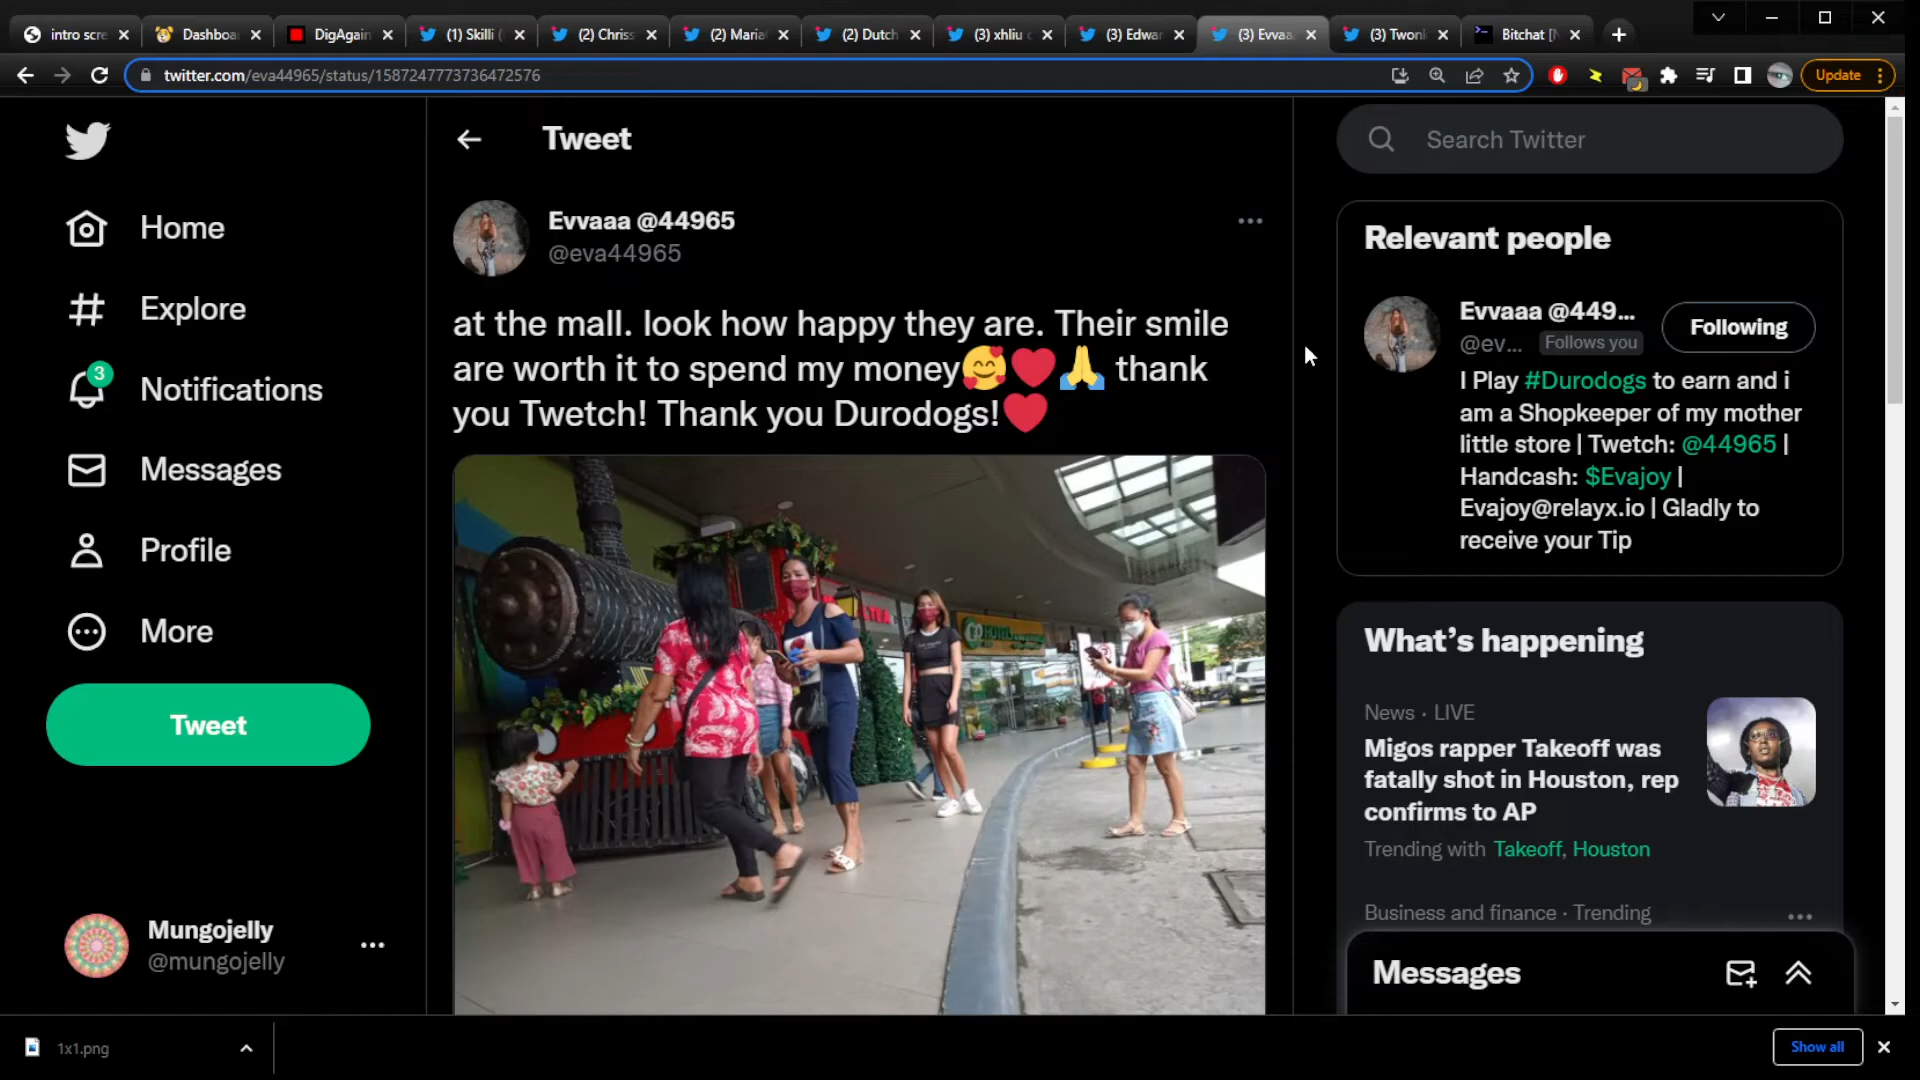 intro scre
Dashboa
DigAgain
(1) Skilli (
(2) Chriss
(2) Maria
(2) Dutch
(3) xhliu
(3) Edwar
(3) Evvaa
(3) Twonk
Bitchat [
twitter.com/eva44965/status/1587247773736472576
Update
Tweet
Search Twitter
Home
Explore
3
Notifications
Messages
Profile
More
Tweet
Mungojelly
@mungojelly
Evvaaa @44965
@eva44965
at the mall. look how happy they are. Their smile
are worth it to spend my money🥰❤️🙏 thank
you Twetch! Thank you Durodogs!❤️
Relevant people
Evvaaa @449...
@ev... Follows you
Following
I Play #Durodogs to earn and i
am a Shopkeeper of my mother
little store | Twetch: @44965 |
Handcash: $Evajoy |
Evajoy@relayx.io | Gladly to
receive your Tip
What's happening
News · LIVE
Migos rapper Takeoff was
fatally shot in Houston, rep
confirms to AP
Trending with Takeoff, Houston
Business and finance · Trending
Messages
1x1.png
Show all